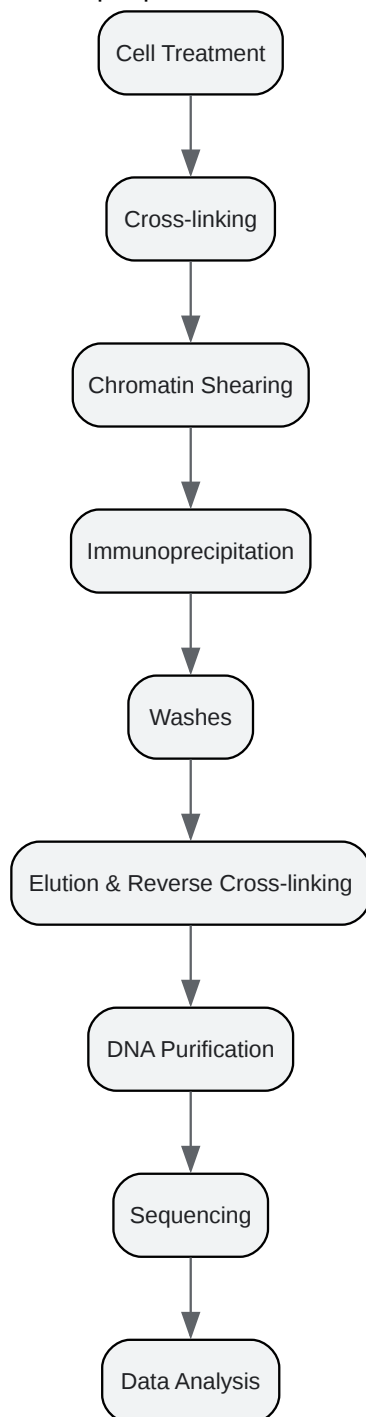 Cell Treatment
Cross-linking
Chromatin Shearing
Immunoprecipitation
Washes
Elution & Reverse Cross-linking
DNA Purification
Sequencing
Data Analysis